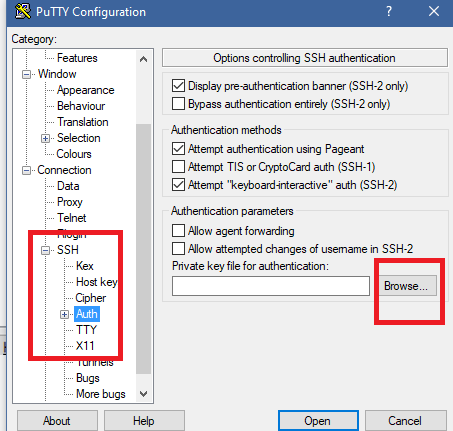 PuTTY Configuration
?
Category:
Features
Window
Appearance
Behaviour
Translation
Selection
Colours
Connection
Data
Proxy
Telnet
Rlogin
SSH
Kex
Host key
Cipher
Auth
TTY
X11
Tunnels
Bugs
More bugs
Options controlling SSH authentication
Display pre-authentication banner (SSH-2 only)
Bypass authentication entirely (SSH-2 only)
Authentication methods
Attempt authentication using Pageant
Attempt TIS or CryptoCard auth (SSH-1)
Attempt "keyboard-interactive" auth (SSH-2)
Authentication parameters
Allow agent forwarding
Allow attempted changes of username in SSH-2
Private key file for authentication:
Browse...
About
Help
Open
Cancel